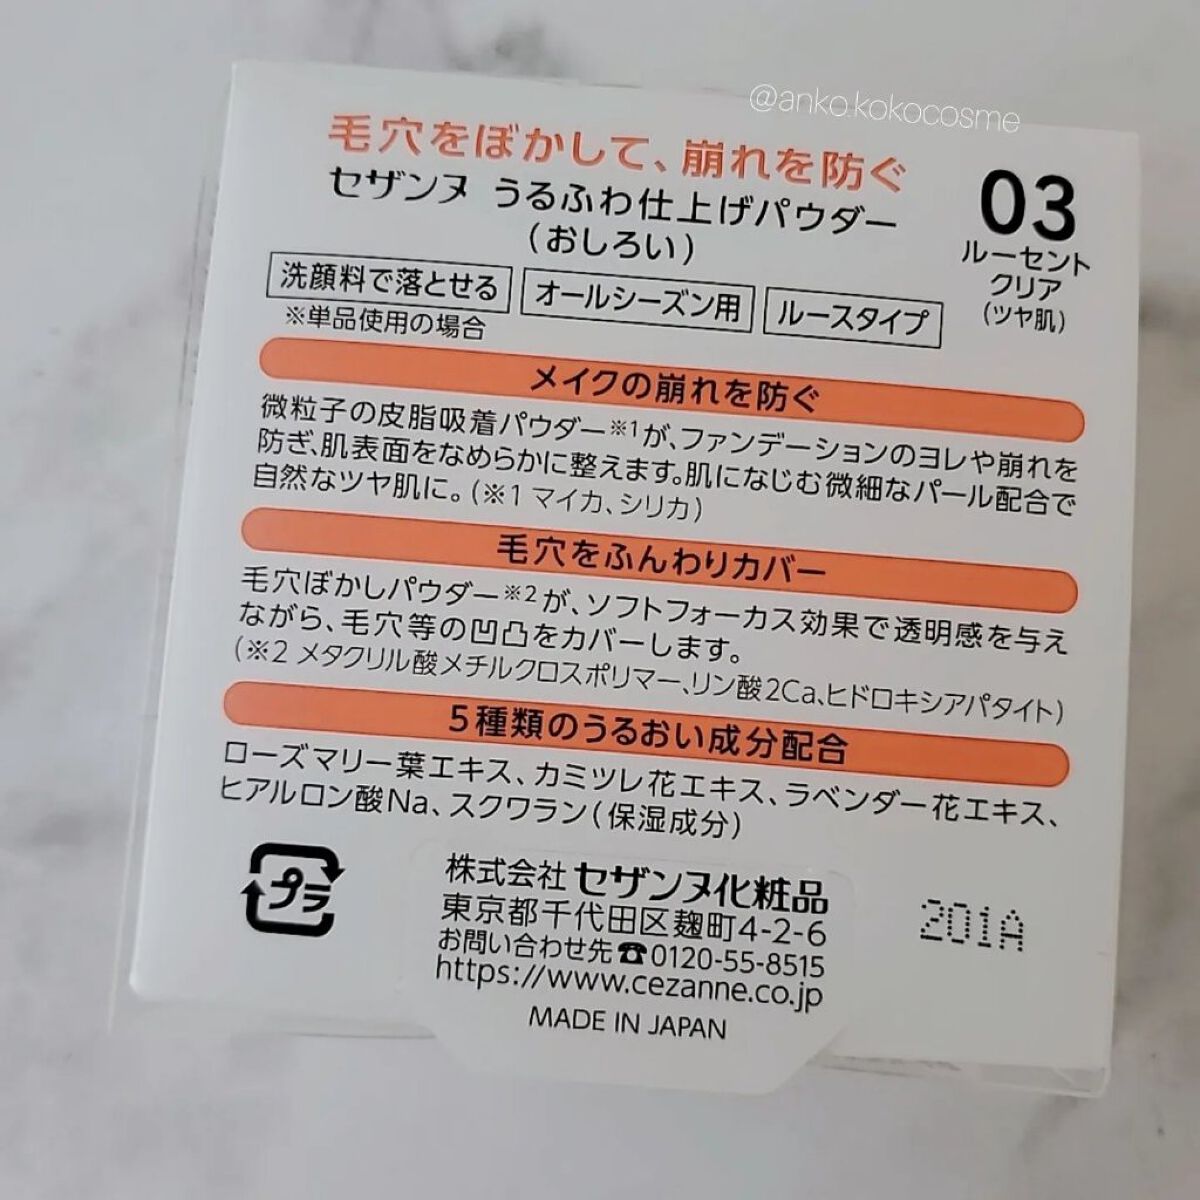 @anko.kokocosme
毛穴をぼかして、崩れを防ぐ
セザンヌ うるふわ仕上げパウダー
(おしろい)
03
ルーセント
クリア
(ツヤ肌)
洗顔料で落とせる
オールシーズン用
ルースタイプ
※単品使用の場合
メイクの崩れを防ぐ
微粒子の皮脂吸着パウダー※1が、ファンデーションのヨレや崩れを
防ぎ、肌表面をなめらかに整えます。肌になじむ微細なパール配合で
自然なツヤ肌に。(※1 マイカ、シリカ)
毛穴をふんわりカバー
毛穴ぼかしパウダー※2が、ソフトフォーカス効果で透明感を与え
ながら、毛穴等の凹凸をカバーします。
(※2 メタクリル酸メチルクロスポリマー、リン酸2Ca、ヒドロキシアパタイト)
5種類のうるおい成分配合
ローズマリー葉エキス、カミツレ花エキス、ラベンダー花エキス、
ヒアルロン酸Na、スクワラン(保湿成分)
プラ
株式会社 セザンヌ化粧品
東京都千代田区麹町4-2-6
お問い合わせ先☎0120-55-8515
https://www.cezanne.co.jp
MADE IN JAPAN
201A